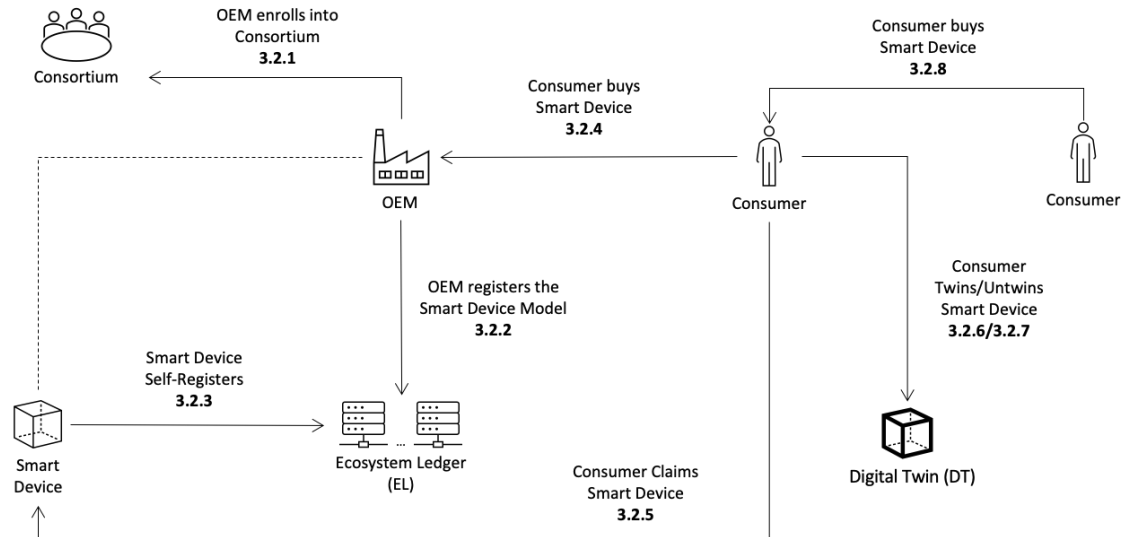 OEM enrolls into
Consortium
3.2.1
Consortium
Consumer buys
Smart Device
3.2.8
Consumer buys
Smart Device
3.2.4
OEM
Consumer
Consumer
OEM registers the
Smart Device Model
3.2.2
Consumer
Twins/Untwins
Smart Device
3.2.6/3.2.7
Smart Device
Self-Registers
3.2.3
Smart
Device
...
Ecosystem Ledger
(EL)
Consumer Claims
Smart Device
3.2.5
Digital Twin (DT)